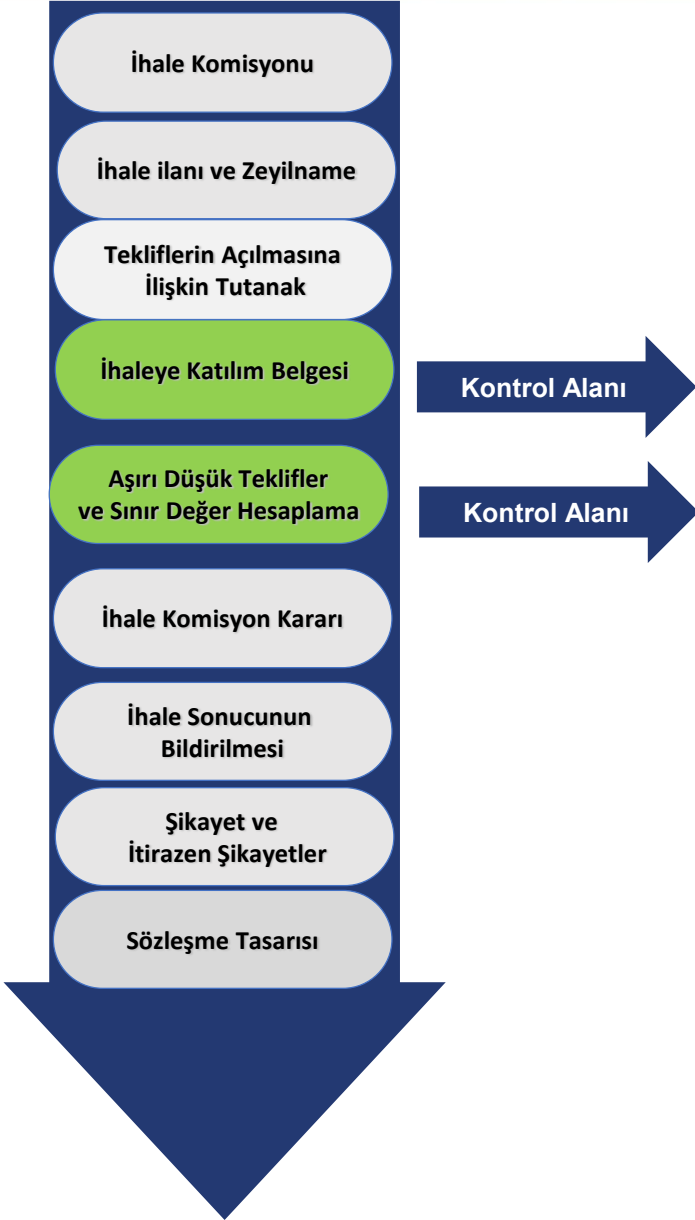 İhale Komisyonu
İhale ilanı ve Zeyilname
Tekliflerin Açılmasına
İlişkin Tutanak
İhaleye Katılım Belgesi
Kontrol Alanı
Aşırı Düşük Teklifler
ve Sınır Değer Hesaplama
Kontrol Alanı
İhale Komisyon Kararı
İhale Sonucunun
Bildirilmesi
Şikayet ve
İtirazen Şikayetler
Sözleşme Tasarısı